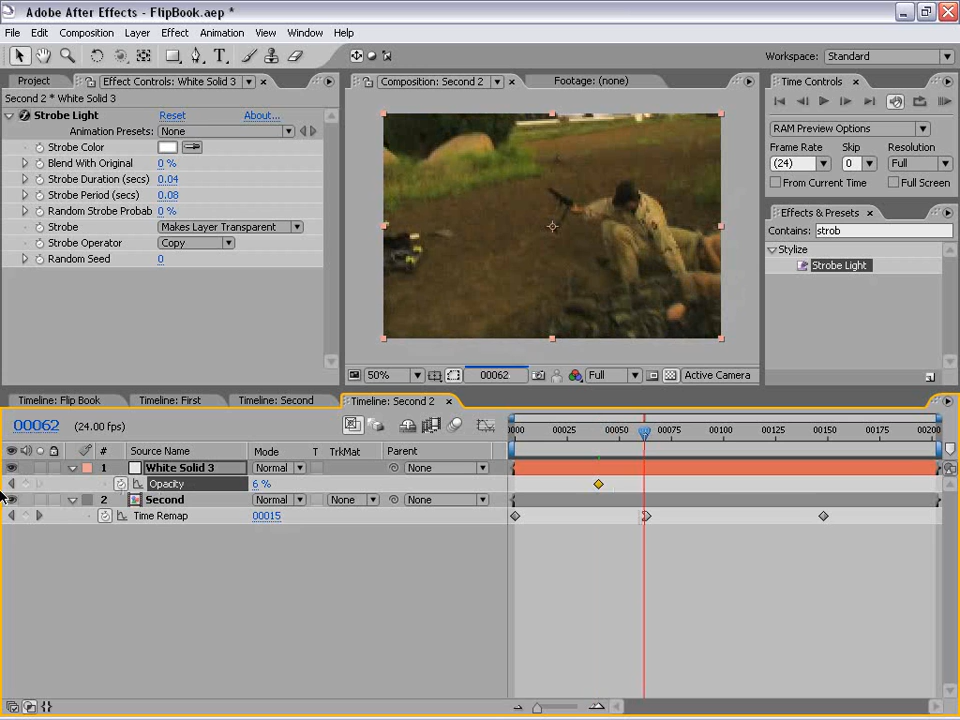 Adobe After Effects - FlipBook.aep *
File Edit Composition Layer Effect Animation View Window Help
Workspace: Standard
Project Effect Controls: White Solid 3
Second 2 * White Solid 3
Strobe Light Reset About...
Animation Presets: None
Strobe Color
Blend With Original 0 %
Strobe Duration (secs) 0.04
Strobe Period (secs) 0.08
Random Strobe Probab 0 %
Strobe Makes Layer Transparent
Strobe Operator Copy
Random Seed 0
Composition: Second 2 Footage: (none)
50% 00062 Full Active Camera
Time Controls
RAM Preview Options
Frame Rate Skip Resolution
(24) 0 Full
From Current Time Full Screen
Effects & Presets
Contains: strob
Stylize
Strobe Light
Timeline: Flip Book Timeline: First Timeline: Second Timeline: Second 2
00062 (24.00 fps)
0000 00025 00050 00075 00100 00125 00150 00175 00200
# Source Name Mode T TrkMat Parent
1 White Solid 3 Normal None
Opacity 6 %
2 Second Normal None None
Time Remap 00015